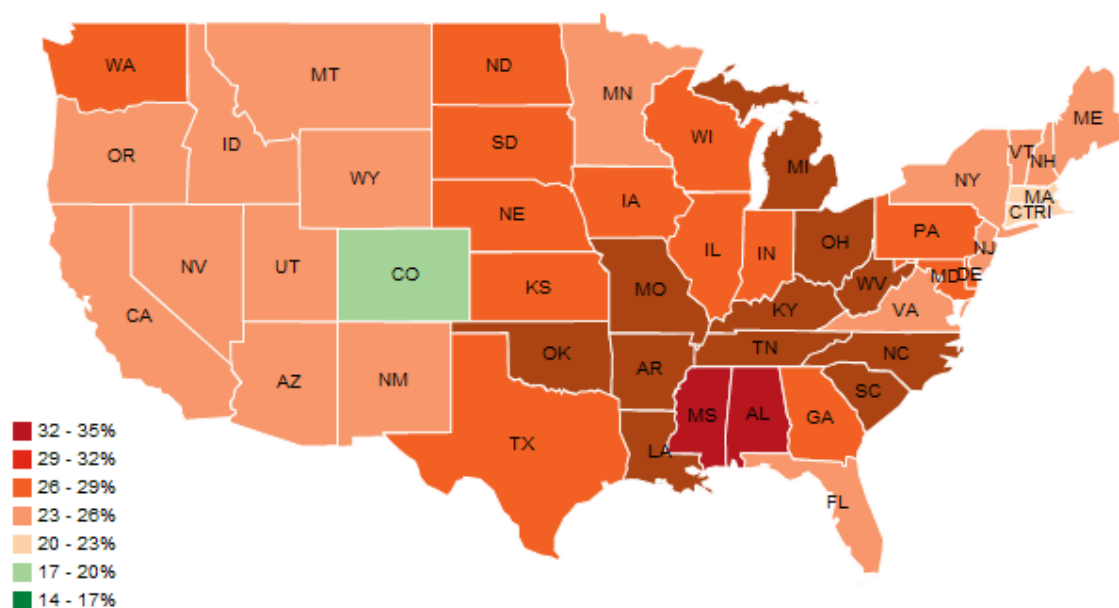 WA
MT
ND
MN
ME
OR
ID
SD
WI
VT
NH
WY
MI
NY
MA
CT
RI
NE
IA
NV
UT
CO
IL
IN
OH
PA
NJ
KS
MO
WV
MD
DE
CA
KY
VA
AZ
NM
OK
AR
TN
NC
SC
MS
AL
GA
TX
LA
FL
32 - 35%
29 - 32%
26 - 29%
23 - 26%
20 - 23%
17 - 20%
14 - 17%